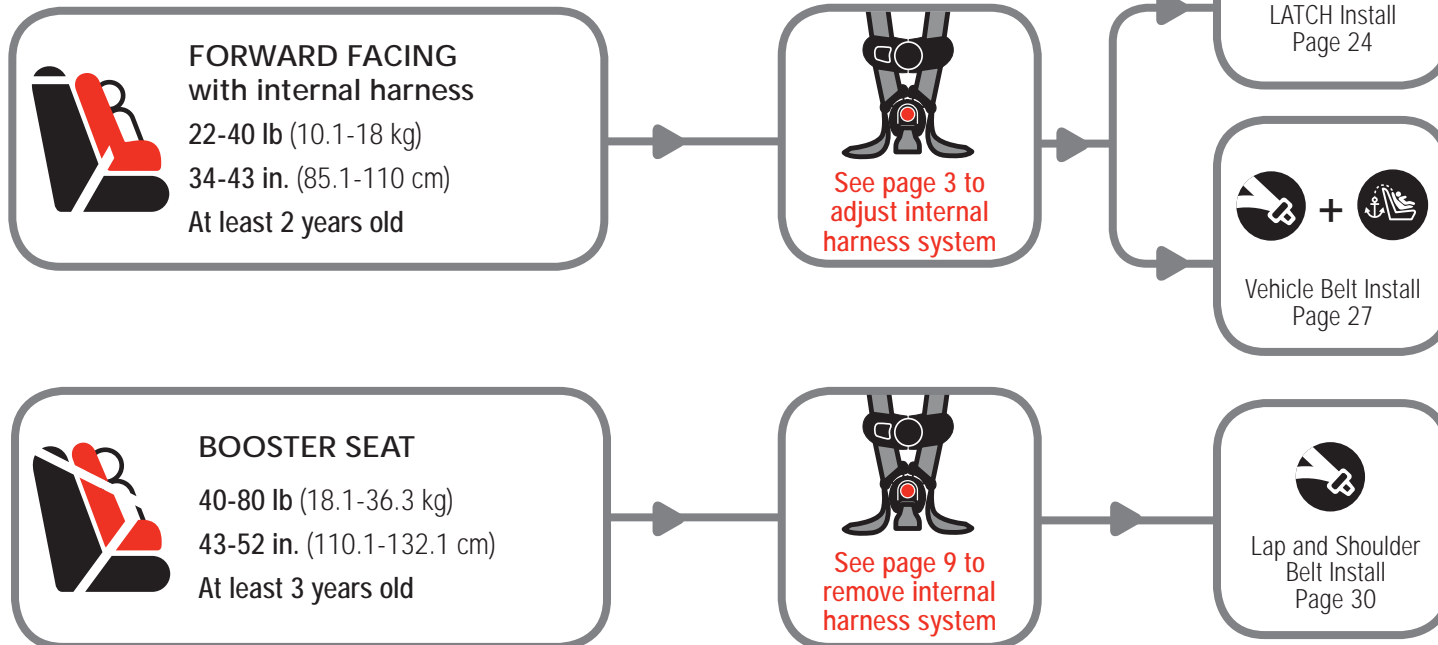 FORWARD FACING
with internal harness
22-40 lb (10.1-18 kg)
34-43 in. (85.1-110 cm)
At least 2 years old
See page 3 to
adjust internal
harness system
LATCH Install
Page 24
+
Vehicle Belt Install
Page 27
BOOSTER SEAT
40-80 lb (18.1-36.3 kg)
43-52 in. (110.1-132.1 cm)
At least 3 years old
See page 9 to
remove internal
harness system
Lap and Shoulder
Belt Install
Page 30